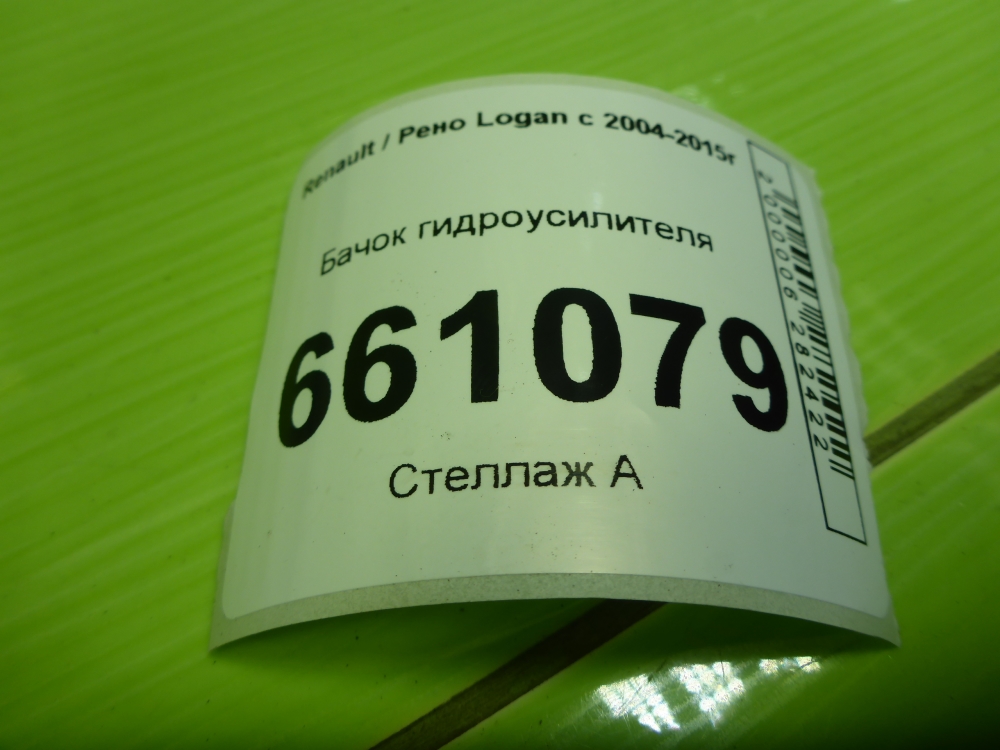 Renault / Рено Logan с 2004-2015г
Бачок гидроусилителя
661079
Стеллаж А
2000006282422